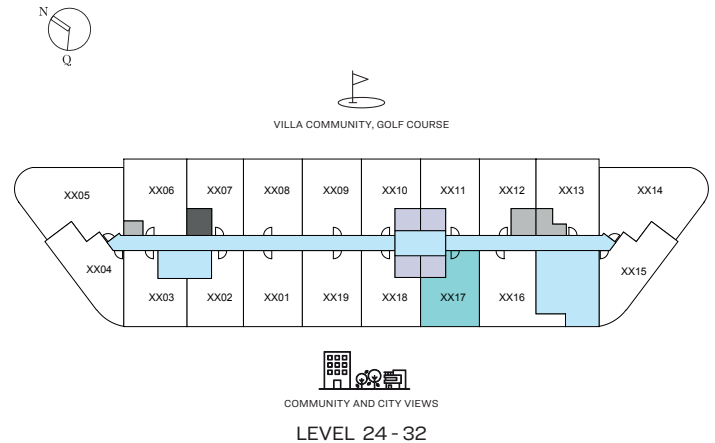 N
Q
VILLA COMMUNITY, GOLF COURSE
XX05
XX06
XX07
XX08
XX09
XX10
XX11
XX12
XX13
XX14
XX04
XX03
XX02
XX01
XX19
XX18
XX17
XX16
XX15
COMMUNITY AND CITY VIEWS
LEVEL 24 - 32